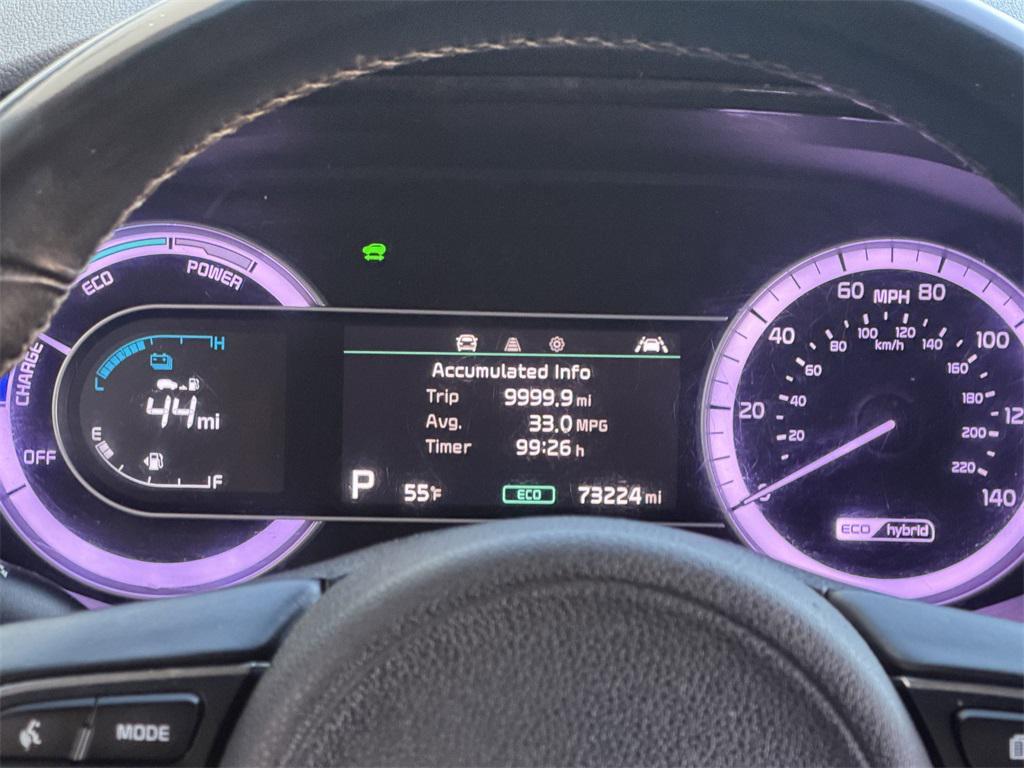 ECO
POWER
CHARGE
OFF
H
44mi
E
F
Accumulated Info
Trip 9999.9 mi
Avg. 33.0 MPG
Timer 99:26 h
P 55°F ECO 73224 mi
60 MPH 80
40 100
20 12
0 140
100 120
80 km/h 140
60 160
40 180
20 200
220
ECO hybrid
MODE